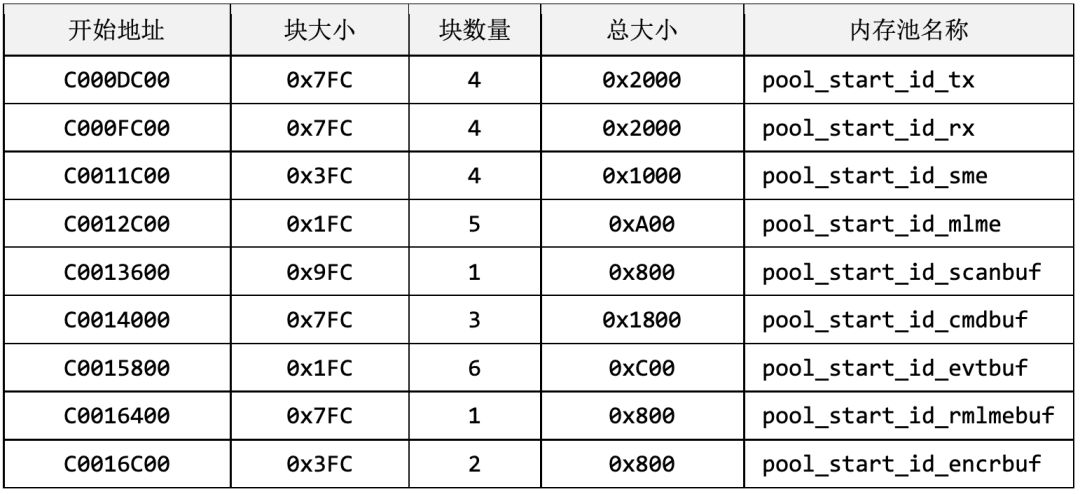 开始地址 块大小 块数量 总大小 内存池名称
C000DC00 0x7FC 4 0x2000 pool_start_id_tx
C000FC00 0x7FC 4 0x2000 pool_start_id_rx
C0011C00 0x3FC 4 0x1000 pool_start_id_sme
C0012C00 0x1FC 5 0xA00 pool_start_id_mlme
C0013600 0x9FC 1 0x800 pool_start_id_scanbuf
C0014000 0x7FC 3 0x1800 pool_start_id_cmdbuf
C0015800 0x1FC 6 0xC00 pool_start_id_evtbuf
C0016400 0x7FC 1 0x800 pool_start_id_rmlmebuf
C0016C00 0x3FC 2 0x800 pool_start_id_encrbuf